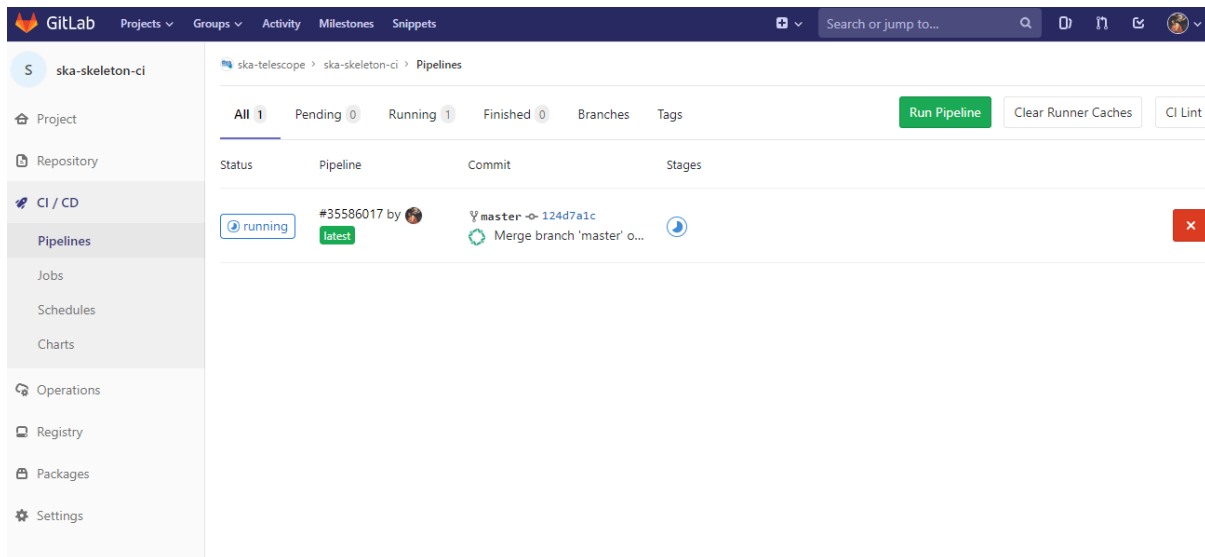 GitLab Projects Groups Activity Milestones Snippets Search or jump to...
S ska-skeleton-ci
Project
Repository
CI / CD
Pipelines
Jobs
Schedules
Charts
Operations
Registry
Packages
Settings
ska-telescope > ska-skeleton-ci > Pipelines
All 1 Pending 0 Running 1 Finished 0 Branches Tags Run Pipeline Clear Runner Caches CI Lint
Status Pipeline Commit Stages
running #35586017 by master 124d7a1c
latest Merge branch 'master' o...